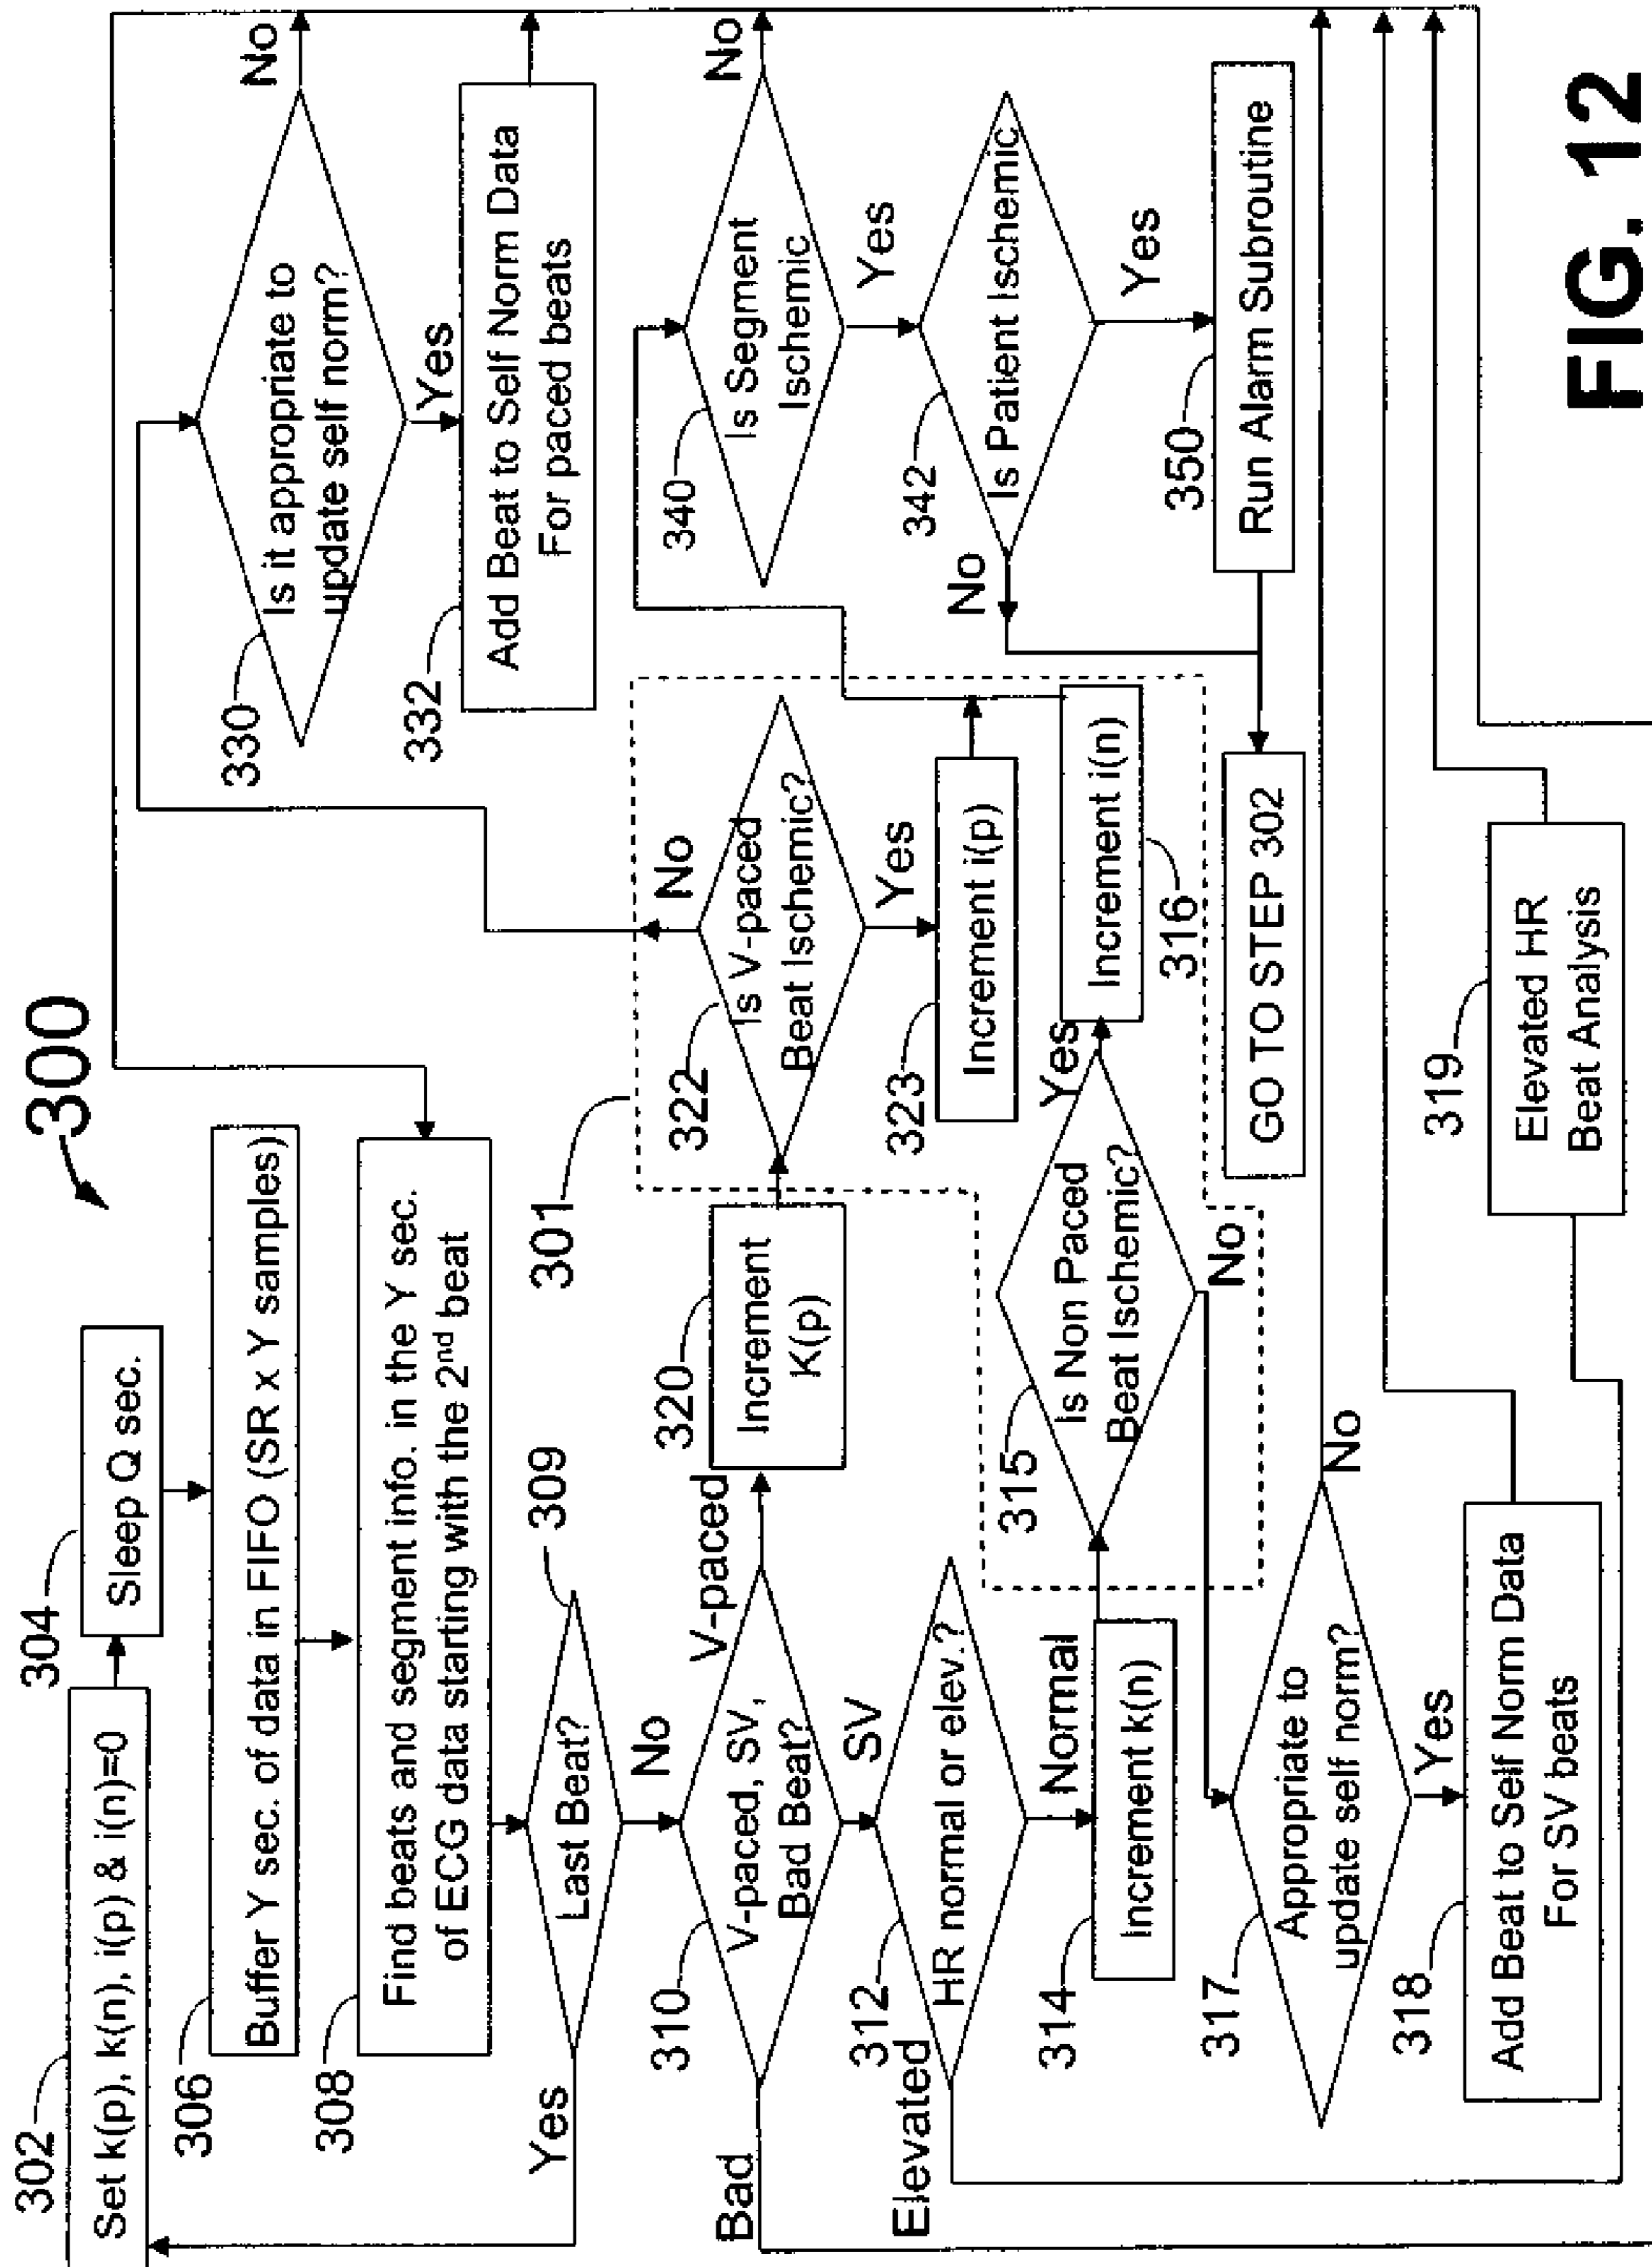 300
302
Set k(p), k(n), i(p) & i(n)=0
304
Sleep Q sec.
306
Buffer Y sec. of data in FIFO (SR x Y samples)
308
Find beats and segment info. in the Y sec.
of ECG data starting with the 2nd beat
309
Last Beat?
Yes
No
310
V-paced, SV,
Bad Beat?
Bad
V-paced
SV
312
HR normal or elev.?
Elevated
Normal
314
Increment k(n)
315
Is Non Paced
Beat Ischemic?
Yes
No
316
Increment i(n)
317
Appropriate to
update self norm?
No
Yes
318
Add Beat to Self Norm Data
For SV beats
319
Elevated HR
Beat Analysis
320
Increment
K(p)
301
322
Is V-paced
Beat Ischemic?
No
Yes
323
Increment i(p)
330
Is it appropriate to
update self norm?
No
Yes
332
Add Beat to Self Norm Data
For paced beats
340
Is Segment
Ischemic
No
Yes
342
Is Patient Ischemic
No
Yes
350
Run Alarm Subroutine
GO TO STEP 302
FIG. 12